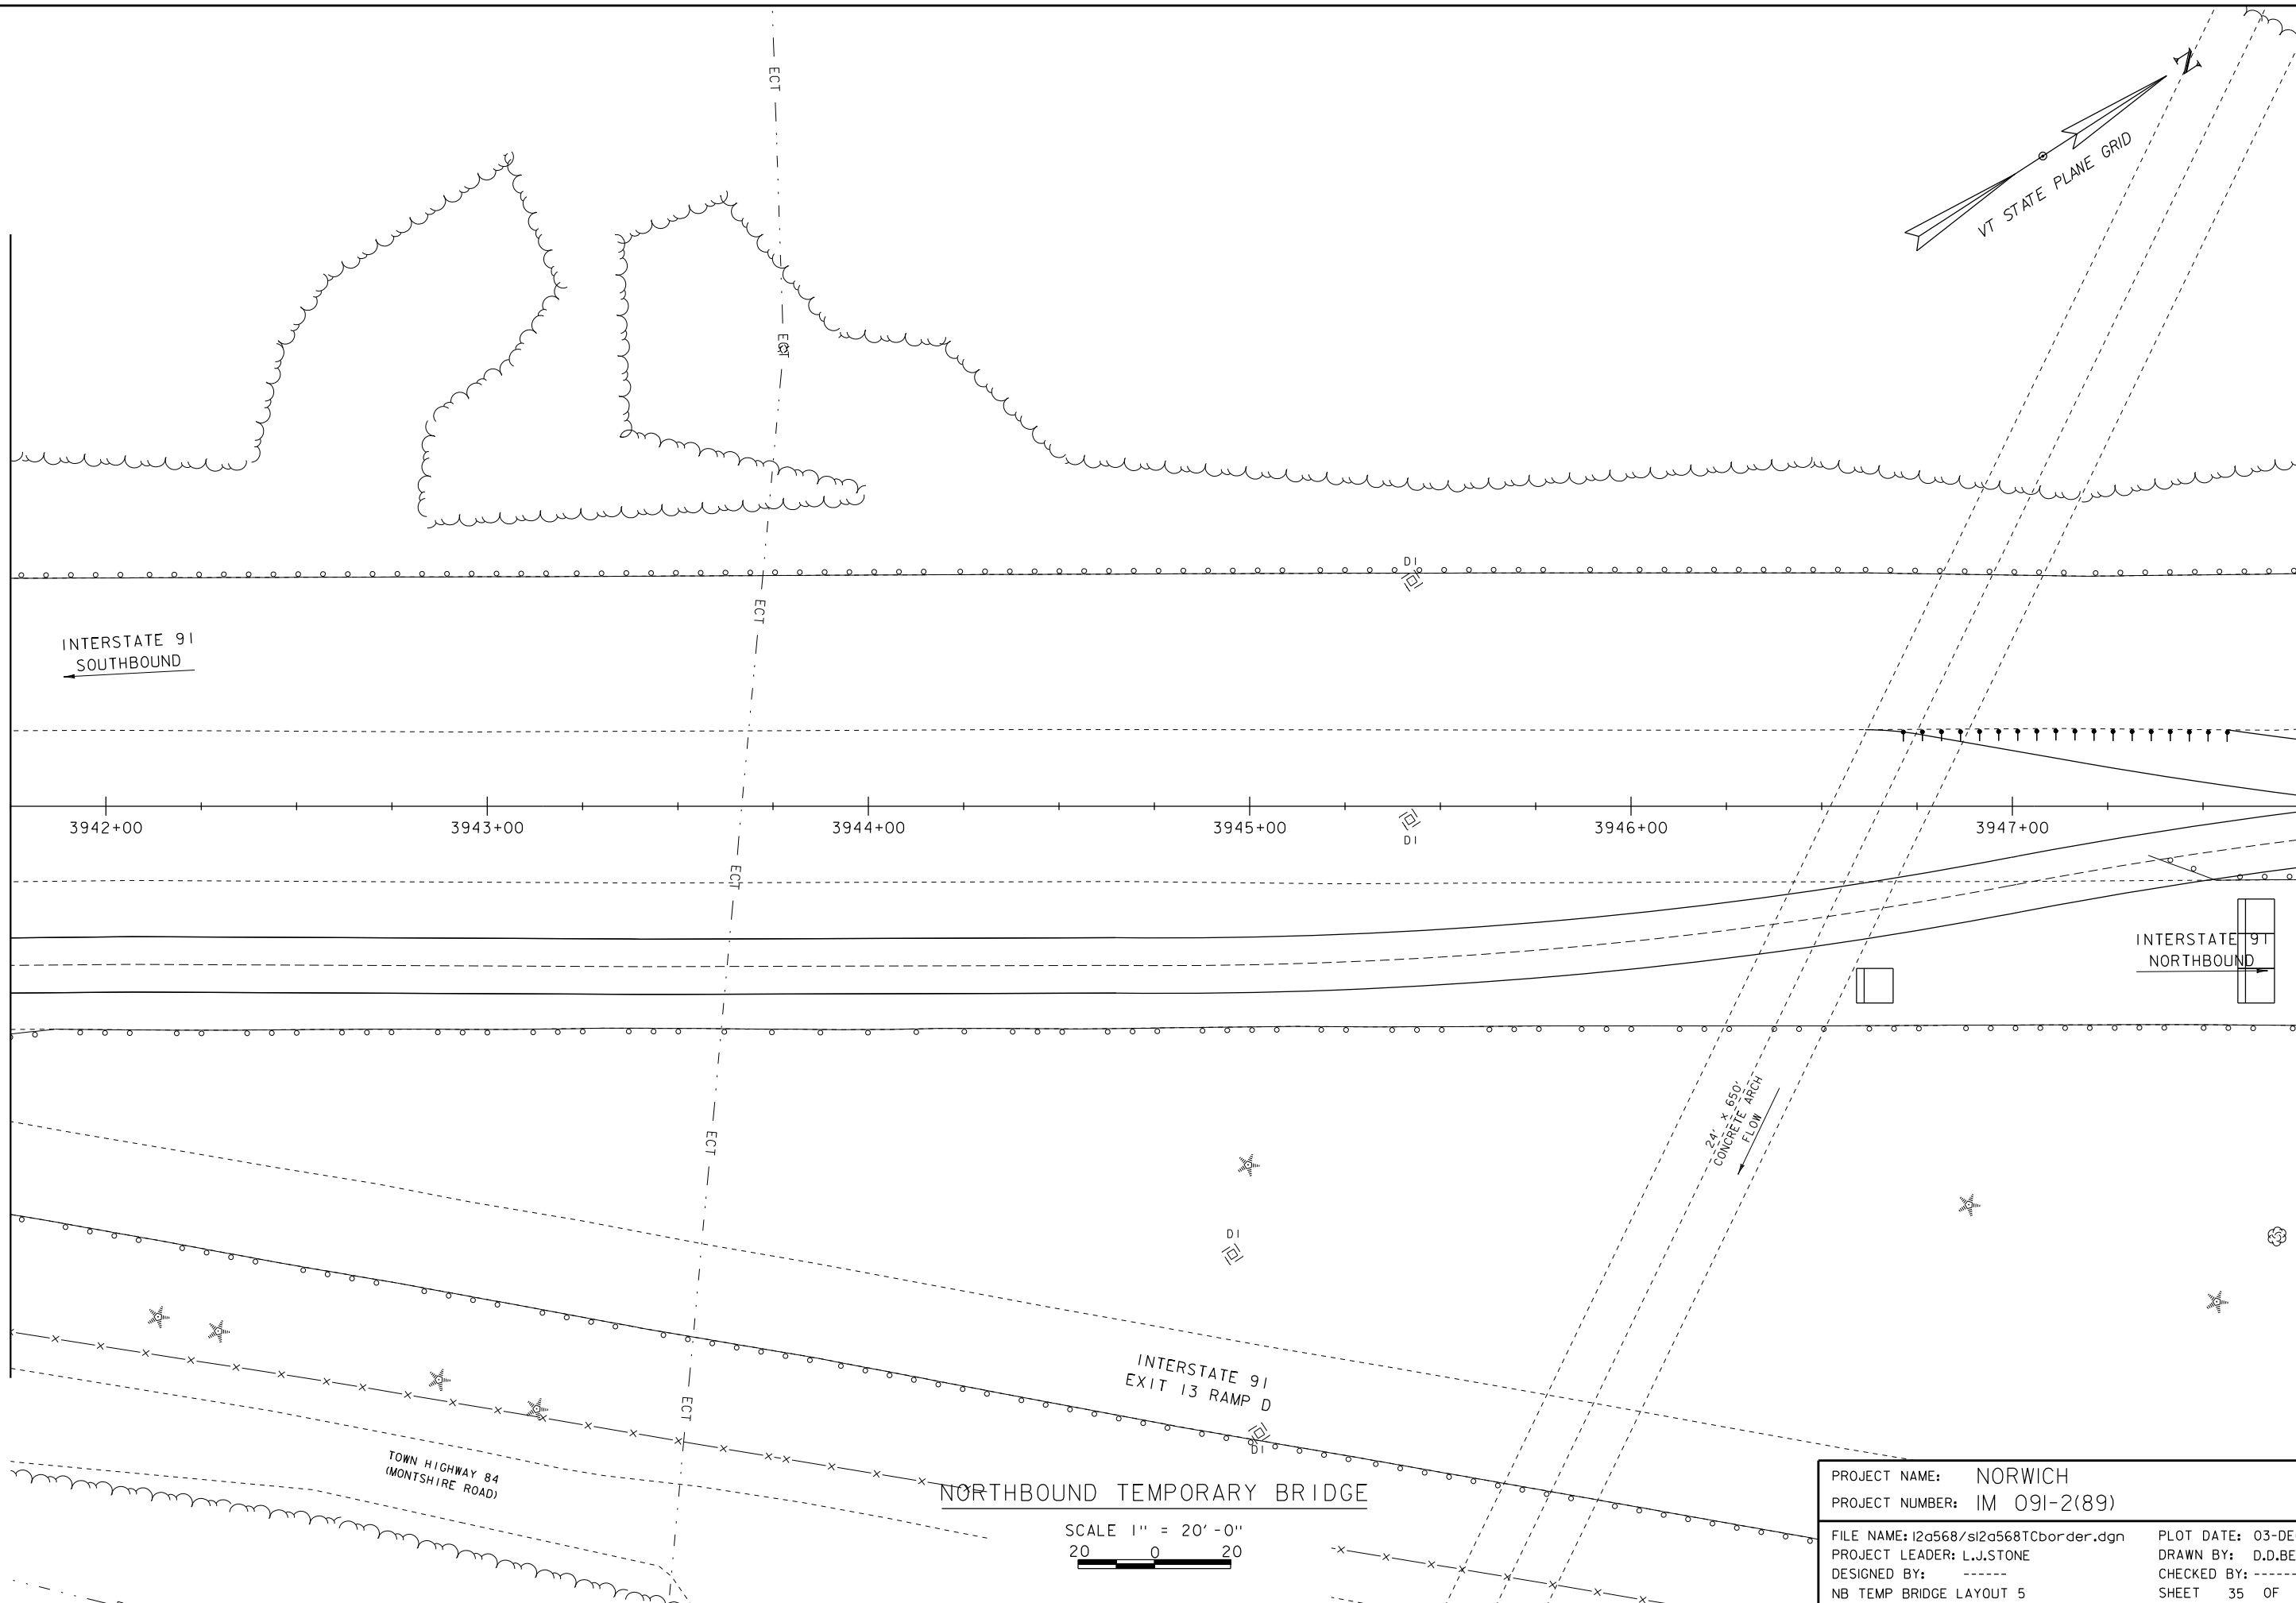 ECT
N
VT STATE PLANE GRID
ECT
DI
ECT
INTERSTATE 91
SOUTHBOUND
3942+00
3943+00
3944+00
3945+00
3946+00
3947+00
DI
ECT
INTERSTATE 91
NORTHBOUND
24' x 650'
CONCRETE ARCH
FLOW
ECT
DI
INTERSTATE 91
EXIT 13 RAMP D
DI
ECT
TOWN HIGHWAY 84
(MONTSHIRE ROAD)
NORTHBOUND TEMPORARY BRIDGE
SCALE 1" = 20'-0"
20 0 20
PROJECT NAME: NORWICH
PROJECT NUMBER: IM 091-2(89)
FILE NAME: 12a568/s12a568TCborder.dgn PLOT DATE: 03-DE
PROJECT LEADER: L.J.STONE DRAWN BY: D.D.BE
DESIGNED BY: ------ CHECKED BY: ------
NB TEMP BRIDGE LAYOUT 5 SHEET 35 OF